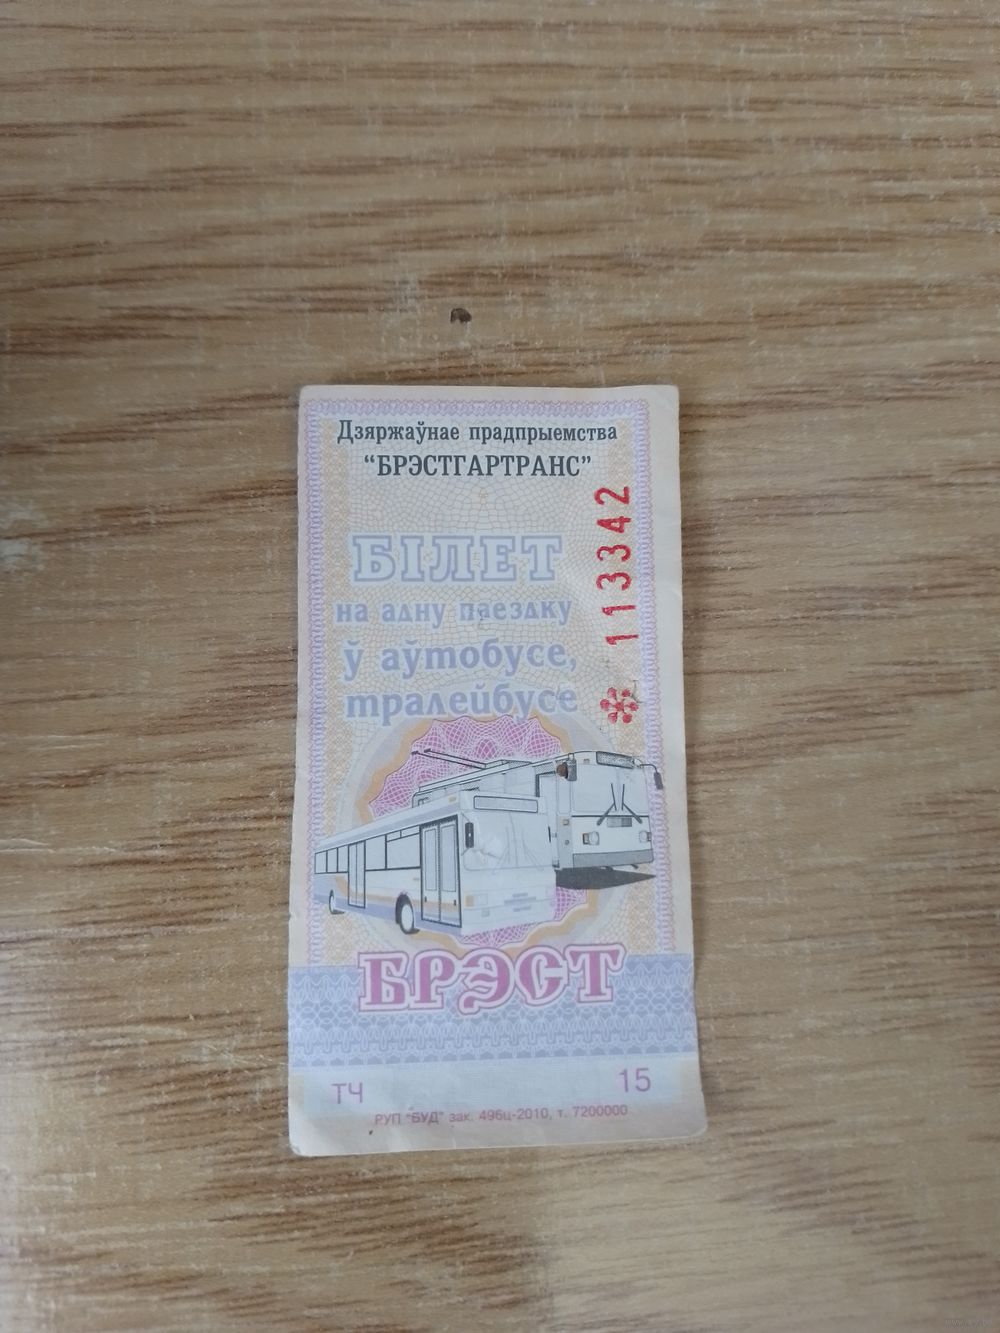 Дзяржаўнае прадпрыемства
“БРЭСТГАРТРАНС”
БІЛЕТ
на адну паездку
ў аўтобусе,
тралейбусе
113342
БРЭСТ
ТЧ 15
РУП "БУД" зак. 496ц-2010, т. 7200000